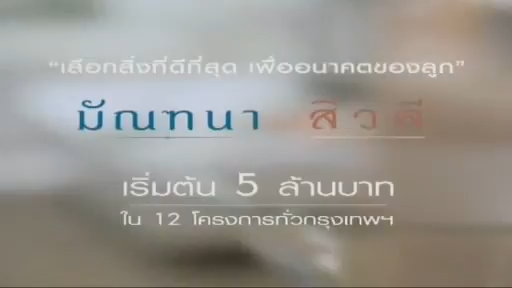 “เลือกสิ่งที่ดีที่สุด เพื่ออนาคตของลูก”
มัณฑนา สิวลี
เริ่มต้น 5 ล้านบาท
ใน 12 โครงการทั่วกรุงเทพฯ